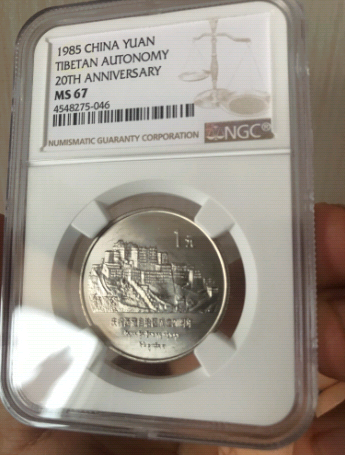 1985 CHINA YUAN
TIBETAN AUTONOMY
20TH ANNIVERSARY
MS 67
4548275-046
NUMISMATIC GUARANTY CORPORATION
NGC®
1元